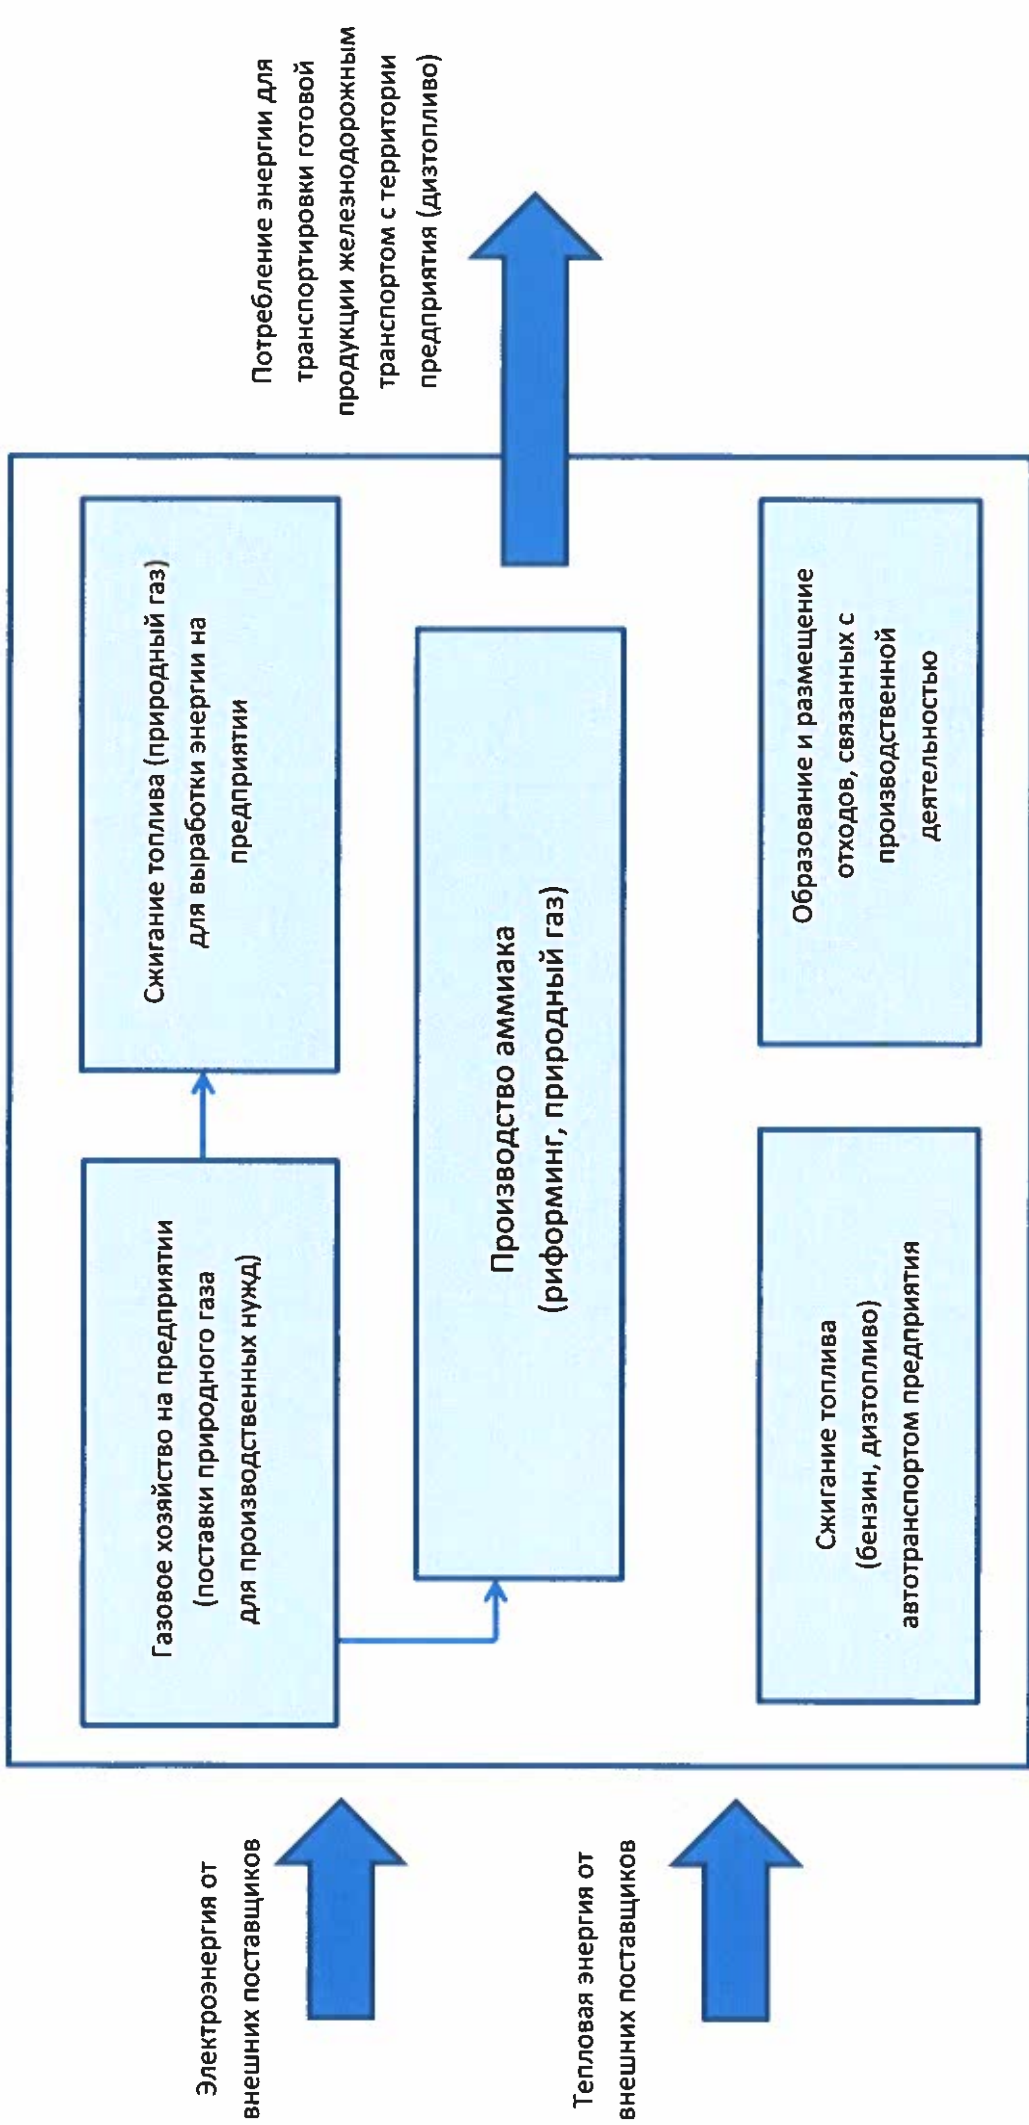 Электроэнергия от
внешних поставщиков
Тепловая энергия от
внешних поставщиков
Газовое хозяйство на предприятии
(поставки природного газа
для производственных нужд)
Сжигание топлива (природный газ)
для выработки энергии на
предприятии
Производство аммиака
(риформинг, природный газ)
Сжигание топлива
(бензин, дизтопливо)
автотранспортом предприятия
Образование и размещение
отходов, связанных с
производственной
деятельностью
Потребление энергии для
транспортировки готовой
продукции железнодорожным
транспортом с территории
предприятия (дизтопливо)